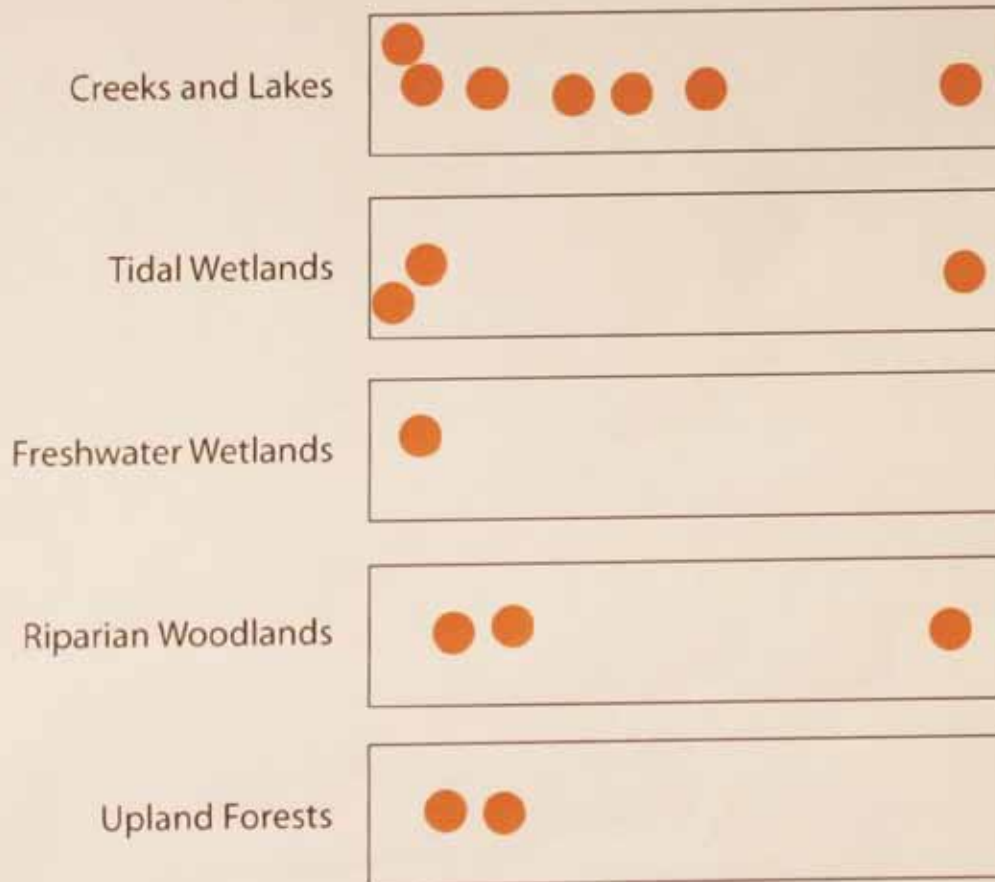 Creeks and Lakes
Tidal Wetlands
Freshwater Wetlands
Riparian Woodlands
Upland Forests